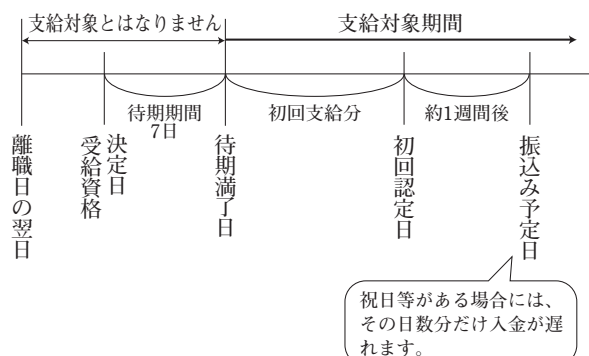 支給対象とはなりません
支給対象期間
待期期間
7日
初回支給分
約1週間後
離職日の翌日
受給資格
決定日
待期満了日
初回認定日
振込み予定日
祝日等がある場合には、
その日数分だけ入金が遅
れます。